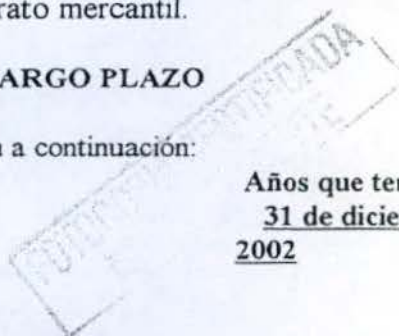 rato mercantil.
ARGO PLAZO
a continuación:
Años que ter
31 de dicie
2002